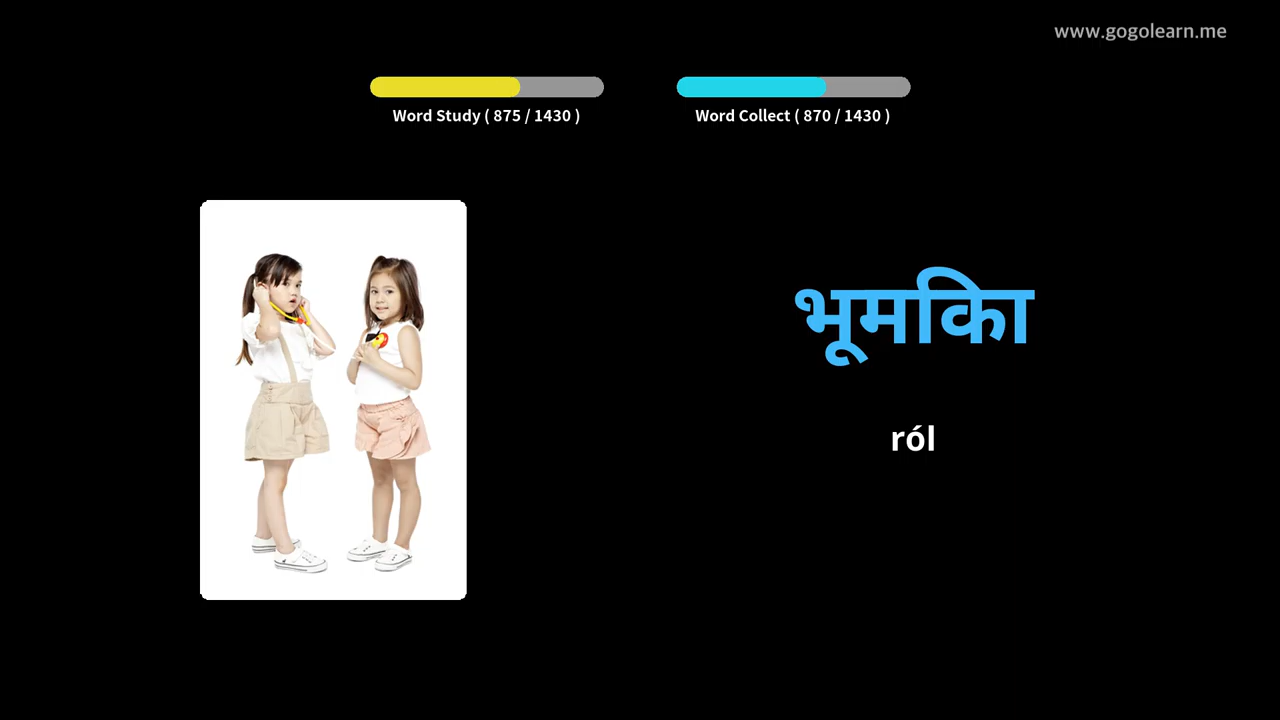 www.gogolearn.me
Word Study ( 875 / 1430 )
Word Collect ( 870 / 1430 )
भूमिका
ról